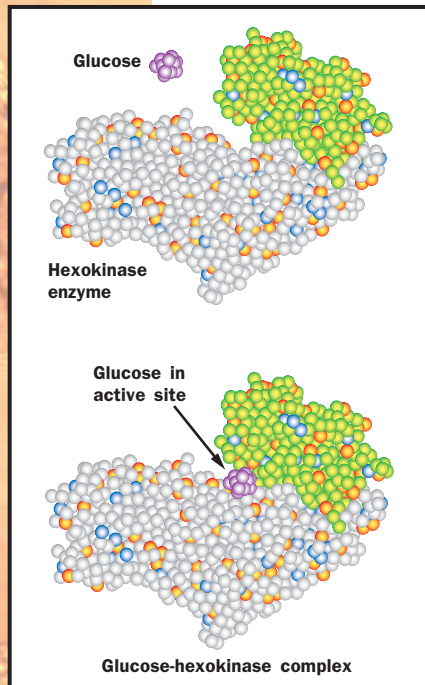 Glucose
Hexokinase
enzyme
Glucose in
active site
Glucose-hexokinase complex